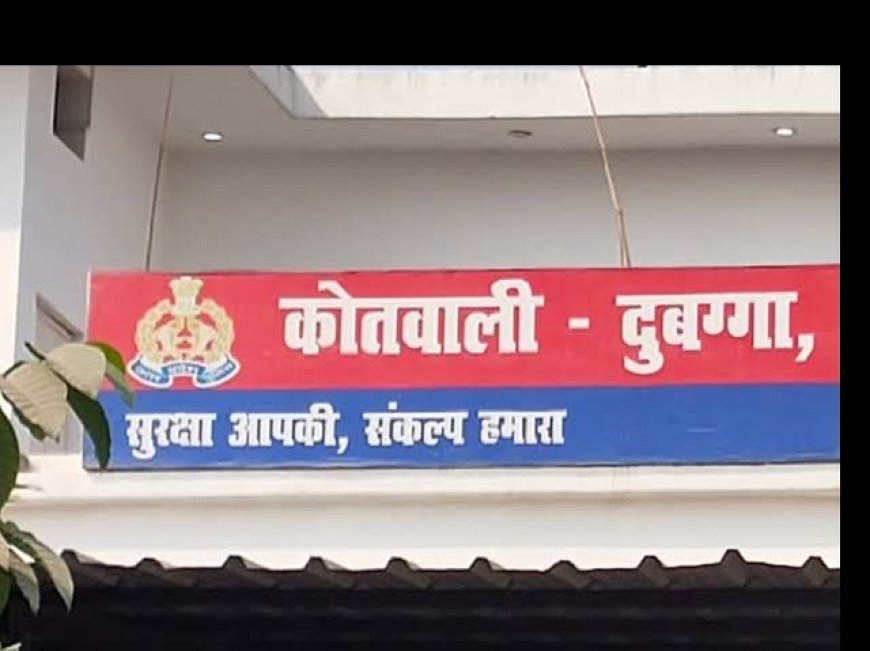 कोतवाली - दुबग्गा,
सुरक्षा आपकी, संकल्प हमारा